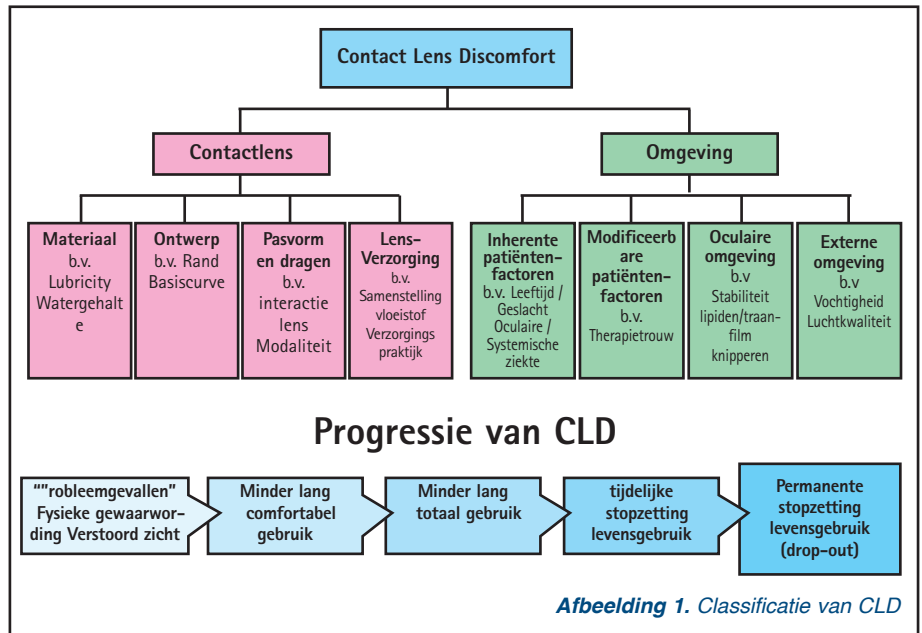 Contact Lens Discomfort
Contactlens
Omgeving
Materiaal
b.v.
Lubricity
Watergehalt
e
Ontwerp
b.v. Rand
Basiscurve
Pasvorm
en dragen
b.v.
interactie
lens
Modaliteit
Lens-
Verzorging
b.v.
Samenstelling
vloeistof
Verzorgings
praktijk
Inherente
patiënten-
factoren
b.v. Leeftijd /
Geslacht
Oculaire /
Systemische
ziekte
Modificeerb
are
patiënten-
factoren
b.v.
Therapietrouw
Oculaire
omgeving
b.v
Stabiliteit
lipiden/traan-
film
knipperen
Externe
omgeving
b.v
Vochtigheid
Luchtkwaliteit
Progressie van CLD
""robleemgevallen"
Fysieke gewaarwor-
ding Verstoord zicht
Minder lang
comfortabel
gebruik
Minder lang
totaal gebruik
tijdelijke
stopzetting
levensgebruik
Permanente
stopzetting
levensgebruik
(drop-out)
Afbeelding 1. Classificatie van CLD